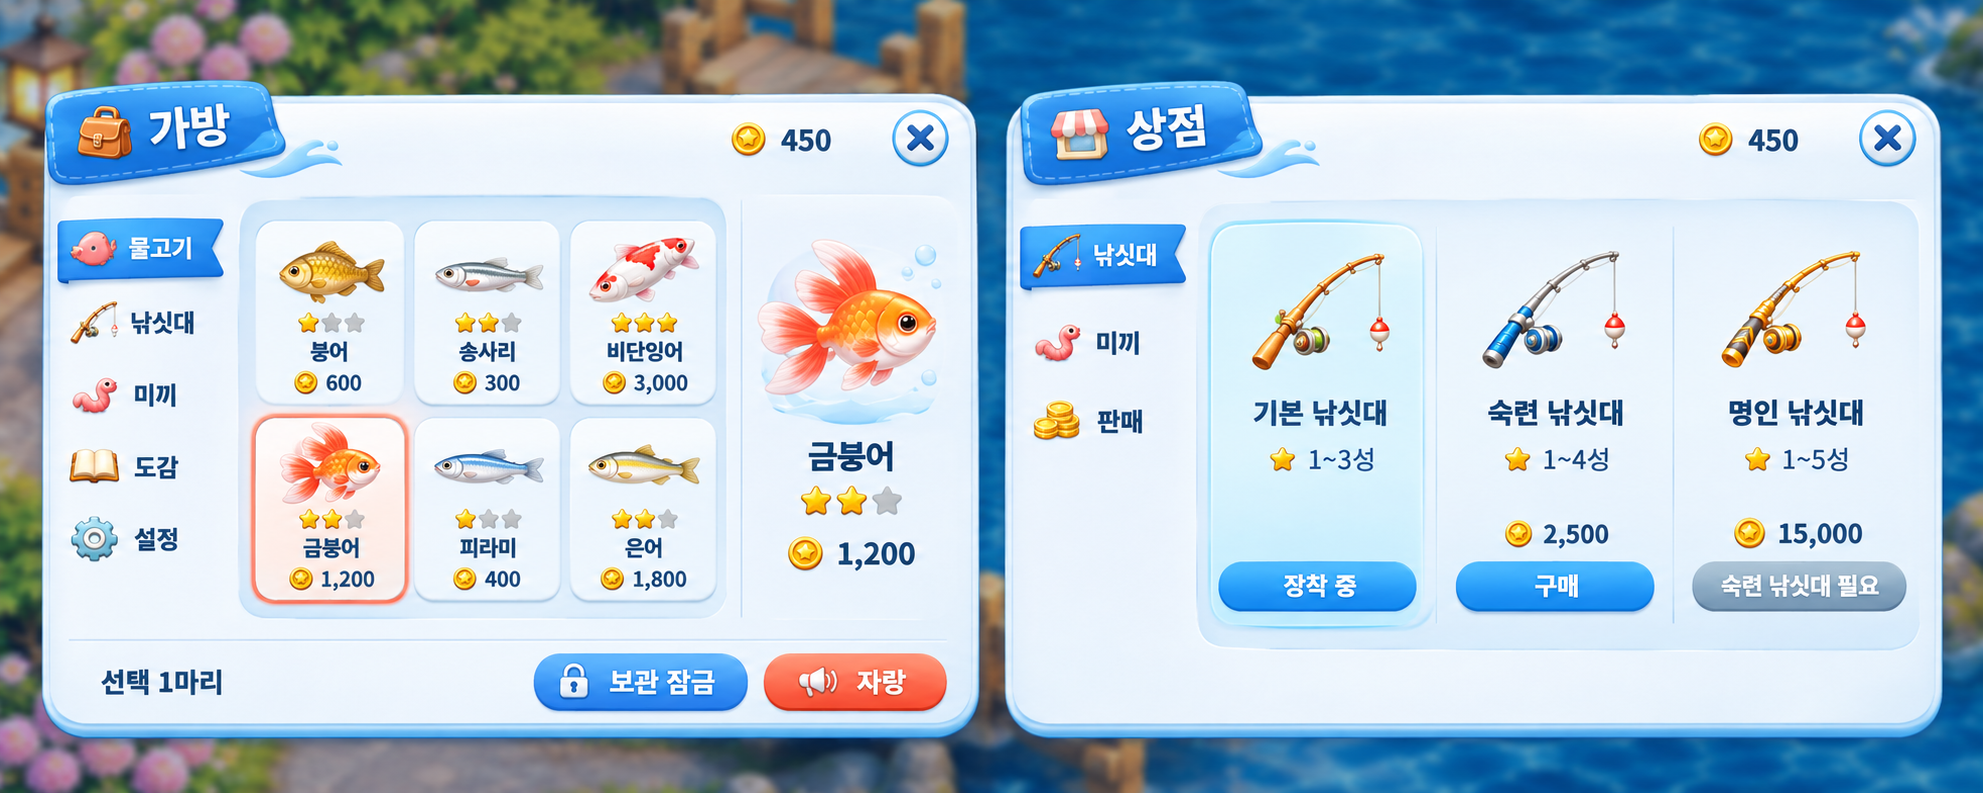 가방
450
물고기
낚싯대
미끼
도감
설정
붕어
600
송사리
300
비단잉어
3,000
금붕어
1,200
피라미
400
은어
1,800
금붕어
1,200
선택 1마리
보관 잠금
자랑
상점
450
낚싯대
미끼
판매
기본 낚싯대
1~3성
장착 중
숙련 낚싯대
1~4성
2,500
구매
명인 낚싯대
1~5성
15,000
숙련 낚싯대 필요